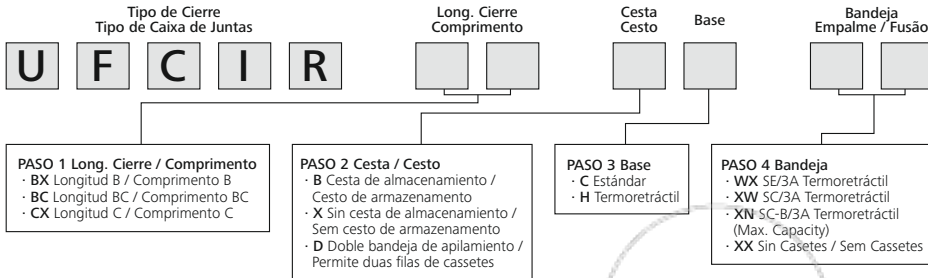 Tipo de Cierre
Tipo de Caixa de Juntas
Long. Cierre
Comprimento
Cesta
Cesto
Base
Bandeja
Empalme / Fusão
U F C I R
PASO 1 Long. Cierre / Comprimento
· BX Longitud B / Comprimento B
· BC Longitud BC / Comprimento BC
· CX Longitud C / Comprimento C
PASO 2 Cesta / Cesto
· B Cesta de almacenamiento /
Cesto de armazenamento
· X Sin cesta de almacenamiento /
Sem cesto de armazenamento
· D Doble bandeja de apilamiento /
Permite duas filas de cassetes
PASO 3 Base
· C Estándar
· H Termoretráctil
PASO 4 Bandeja
· WX SE/3A Termoretráctil
· XW SC/3A Termoretráctil
· XN SC-B/3A Termoretráctil
(Max. Capacity)
· XX Sin Casetes / Sem Cassetes